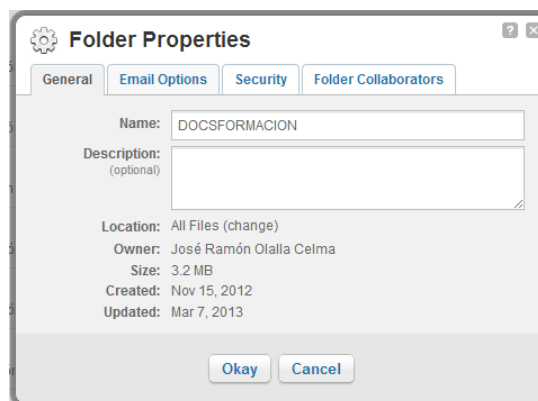 Folder Properties
? x
General Email Options Security Folder Collaborators
Name: DOCSFORMACION
Description:
(optional)
Location: All Files (change)
Owner: José Ramón Olalla Celma
Size: 3.2 MB
Created: Nov 15, 2012
Updated: Mar 7, 2013
Okay Cancel